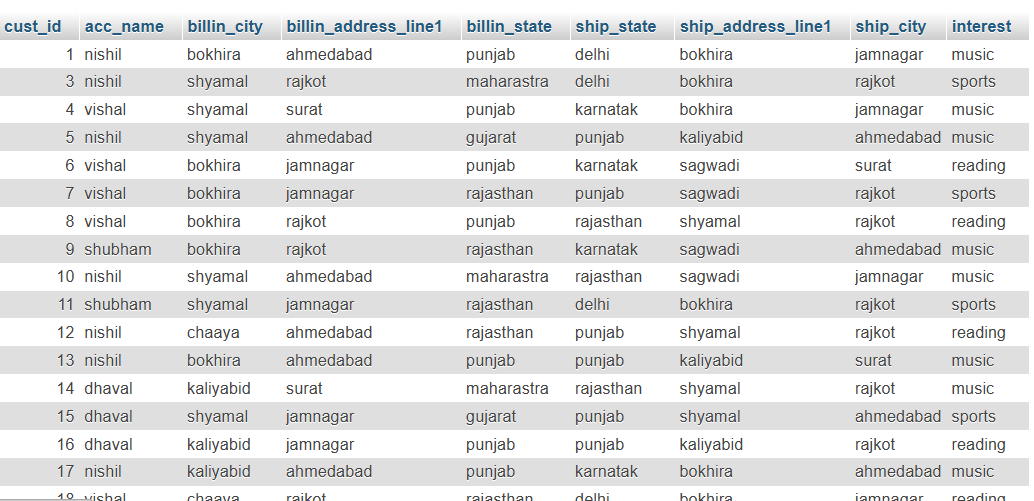 cust_id acc_name billin_city billin_address_line1 billin_state ship_state ship_address_line1 ship_city interest
1 nishil bokhira ahmedabad punjab delhi bokhira jamnagar music
3 nishil shyamal rajkot maharastra delhi bokhira rajkot sports
4 vishal shyamal surat punjab karnatak bokhira jamnagar music
5 nishil shyamal ahmedabad gujarat punjab kaliyabid ahmedabad music
6 vishal bokhira jamnagar punjab karnatak sagwadi surat reading
7 vishal bokhira jamnagar rajasthan punjab sagwadi rajkot sports
8 vishal bokhira rajkot punjab rajasthan shyamal rajkot reading
9 shubham bokhira rajkot rajasthan karnatak sagwadi ahmedabad music
10 nishil shyamal ahmedabad maharastra rajasthan sagwadi jamnagar music
11 shubham shyamal jamnagar rajasthan delhi bokhira rajkot sports
12 nishil chaaya ahmedabad rajasthan punjab shyamal rajkot reading
13 nishil bokhira ahmedabad punjab punjab kaliyabid surat music
14 dhaval kaliyabid surat maharastra rajasthan shyamal rajkot music
15 dhaval shyamal jamnagar gujarat punjab shyamal ahmedabad sports
16 dhaval kaliyabid jamnagar punjab punjab kaliyabid rajkot reading
17 nishil kaliyabid ahmedabad punjab karnatak bokhira ahmedabad music
18 vishal chaaya rajkot rajasthan delhi bokhira jamnagar reading